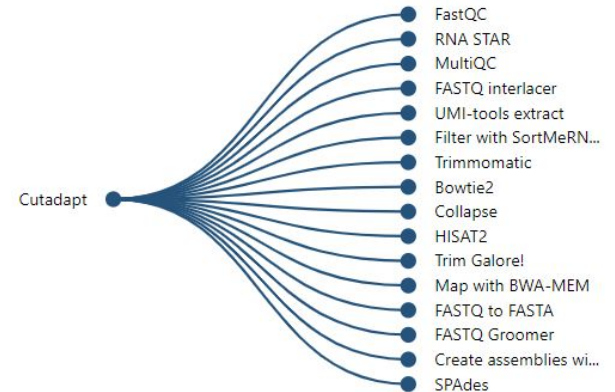 FastQC
RNA STAR
MultiQC
FASTQ interlacer
UMI-tools extract
Filter with SortMeRN...
Trimmomatic
Bowtie2
Cutadapt
Collapse
HISAT2
Trim Galore!
Map with BWA-MEM
FASTQ to FASTA
FASTQ Groomer
Create assemblies wi...
SPAdes